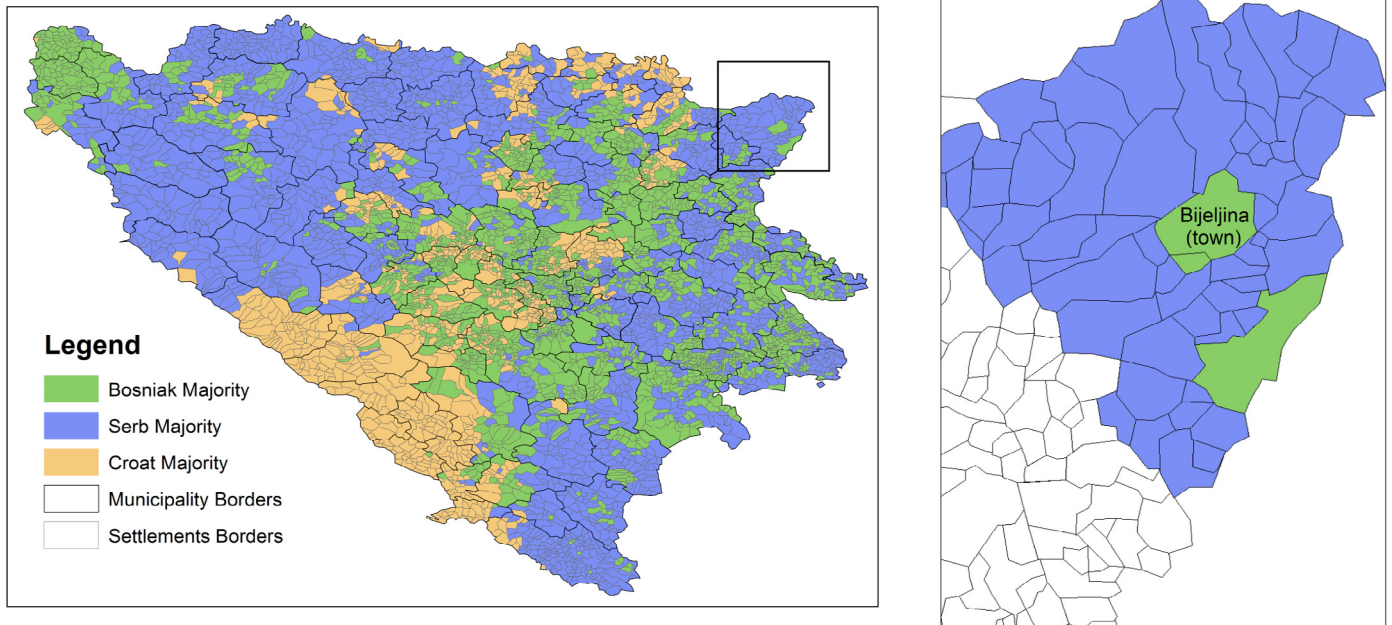 Legend
Bosniak Majority
Serb Majority
Croat Majority
Municipality Borders
Settlements Borders
Bijeljina
(town)